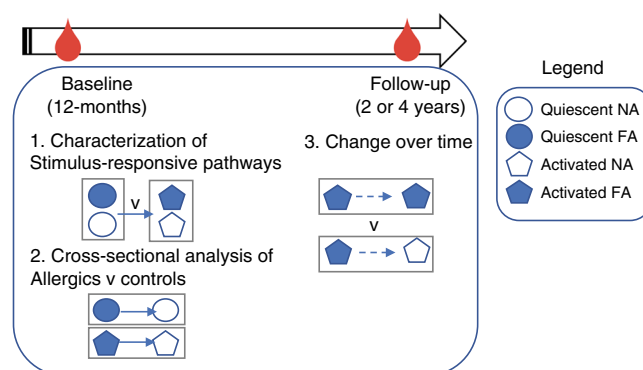 Baseline
(12-months)
Follow-up
(2 or 4 years)
1. Characterization of
Stimulus-responsive pathways
v
2. Cross-sectional analysis of
Allergics v controls
3. Change over time
v
Legend
Quiescent NA
Quiescent FA
Activated NA
Activated FA